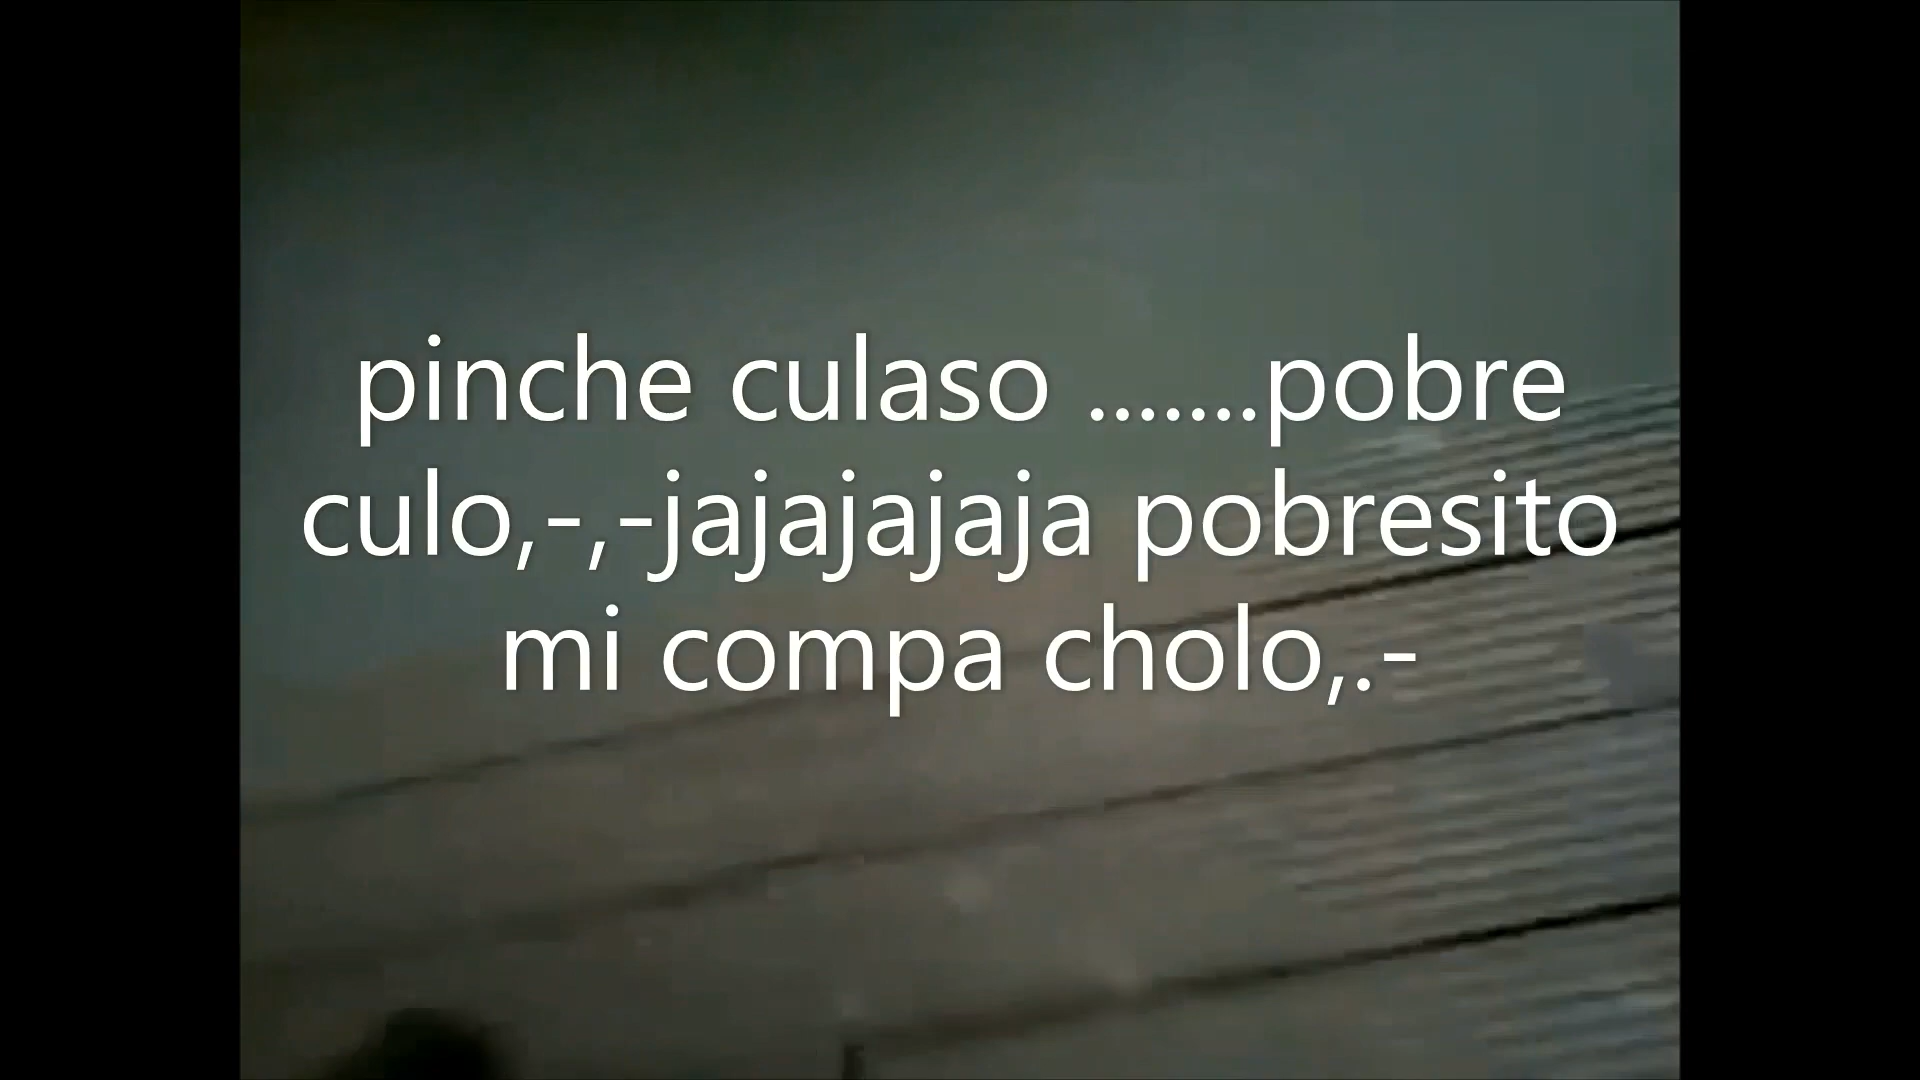 pinche culaso .......pobre
culo,-,-jajajajaja pobresito
mi compa cholo,.-